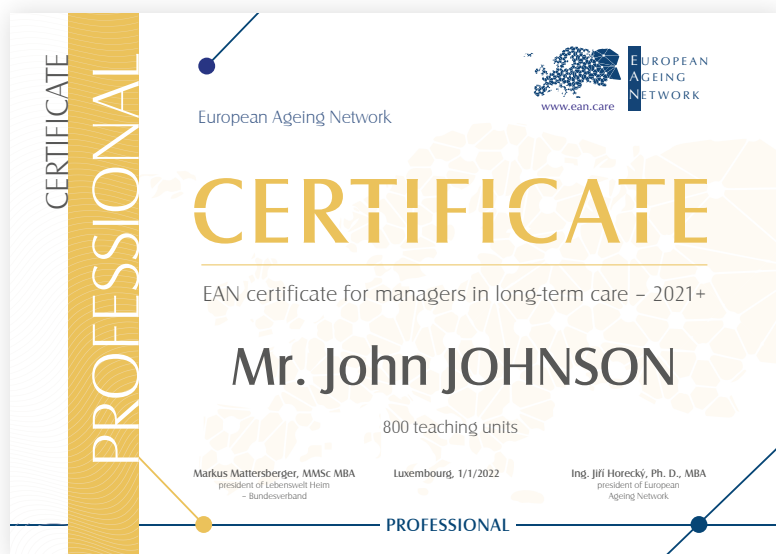 CERTIFICATE
PROFESSIONAL
European Ageing Network
www.ean.care
EUROPEAN
AGEING
NETWORK
CERTIFICATE
EAN certificate for managers in long-term care – 2021+
Mr. John JOHNSON
800 teaching units
Markus Mattersberger, MMSc MBA
president of Lebenswelt Heim
– Bundesverband
Luxembourg, 1/1/2022
Ing. Jiří Horecký, Ph. D., MBA
president of European
Ageing Network
PROFESSIONAL